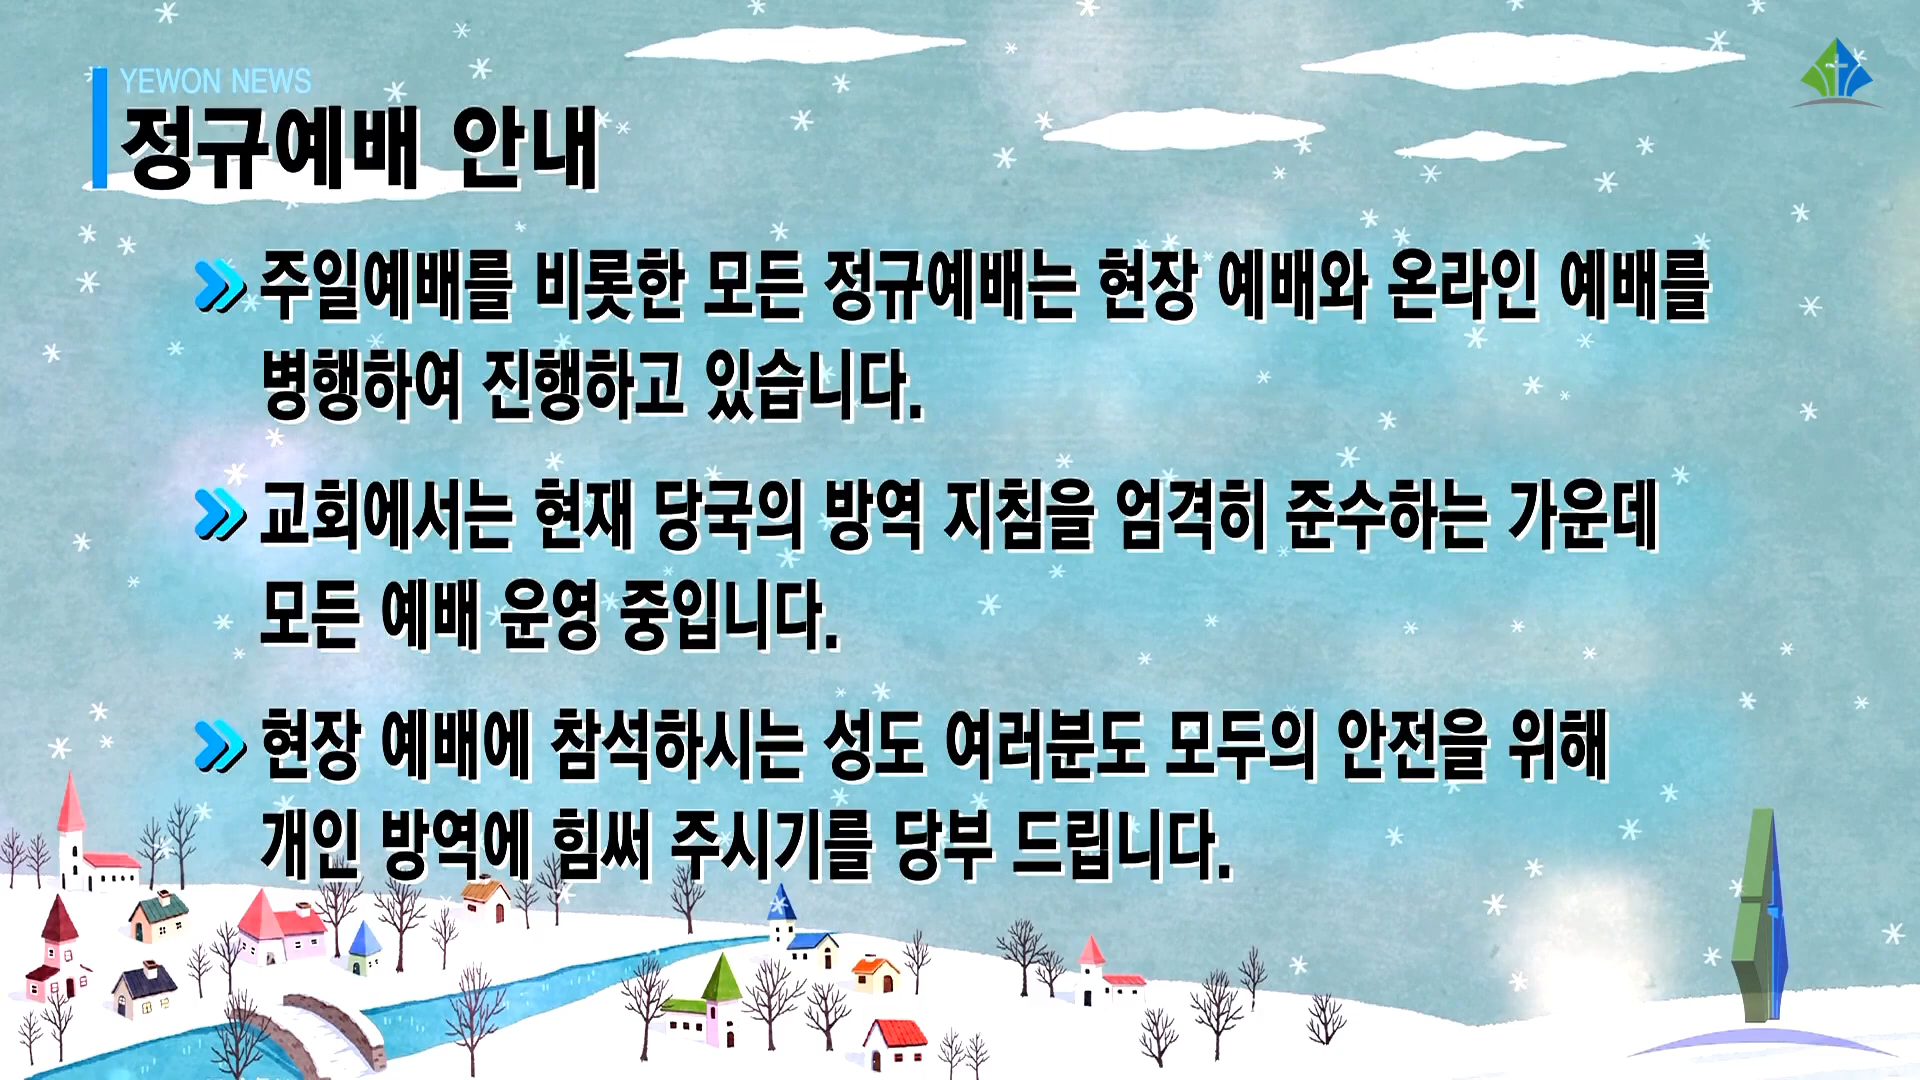 YEWON NEWS
정규예배 안내
주일예배를 비롯한 모든 정규예배는 현장 예배와 온라인 예배를
병행하여 진행하고 있습니다.
교회에서는 현재 당국의 방역 지침을 엄격히 준수하는 가운데
모든 예배 운영 중입니다.
현장 예배에 참석하시는 성도 여러분도 모두의 안전을 위해
개인 방역에 힘써 주시기를 당부 드립니다.